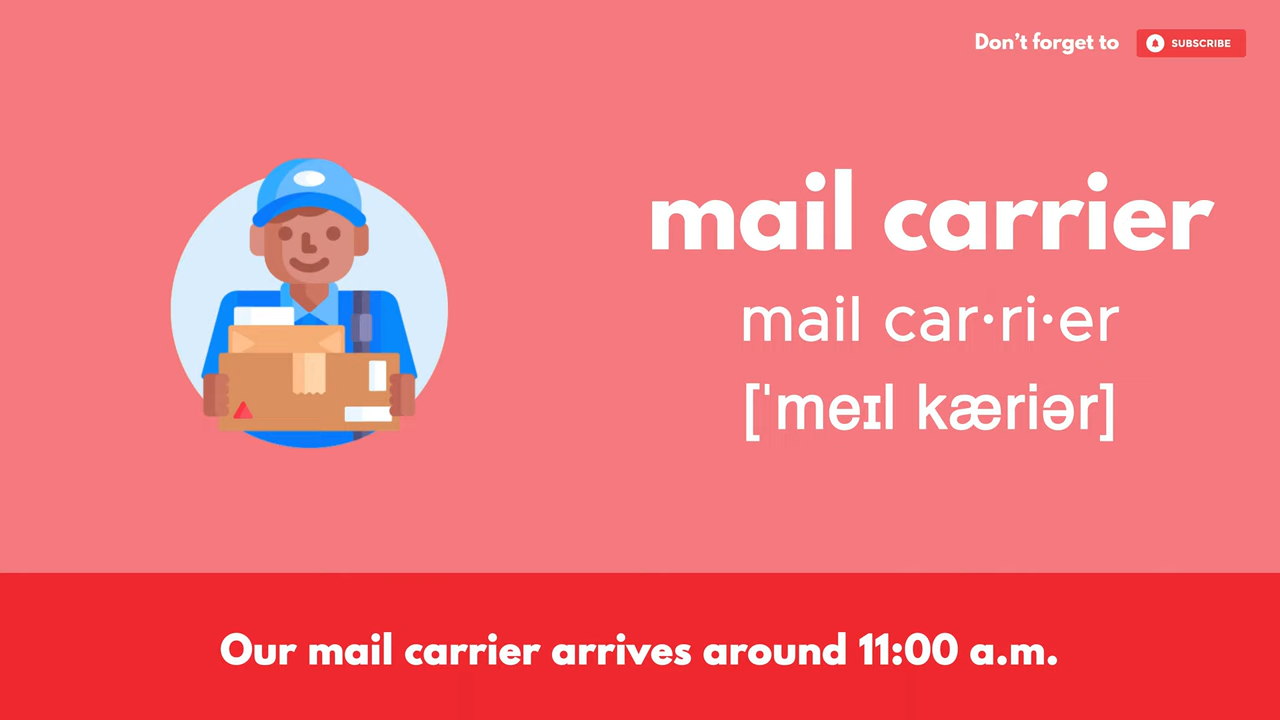 Don't forget to SUBSCRIBE
mail carrier
mail car·ri·er
[ˈmeɪl kæriər]
Our mail carrier arrives around 11:00 a.m.